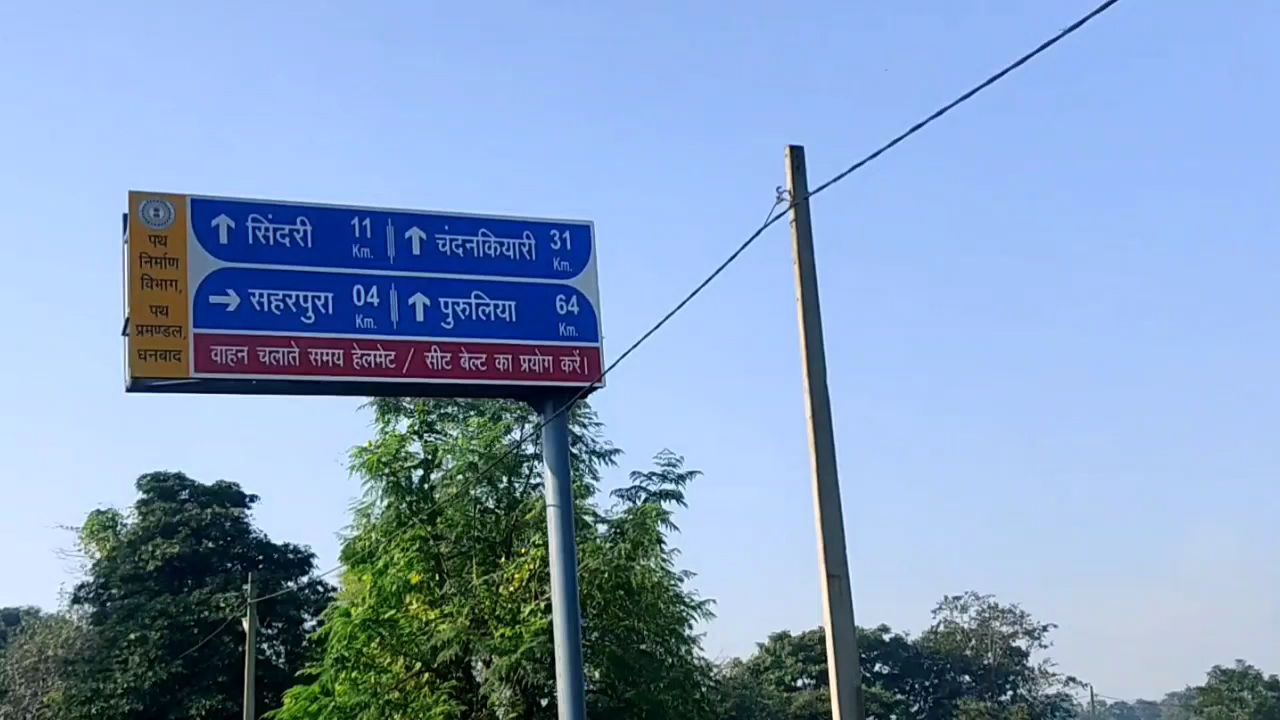 पथ
निर्माण
विभाग,
पथ
प्रमण्डल,
धनबाद
↑ सिंदरी 11 Km. ↑ चंदनकियारी 31 Km.
→ सहरपुरा 04 Km. ↑ पुरुलिया 64 Km.
वाहन चलाते समय हेलमेट / सीट बेल्ट का प्रयोग करें।